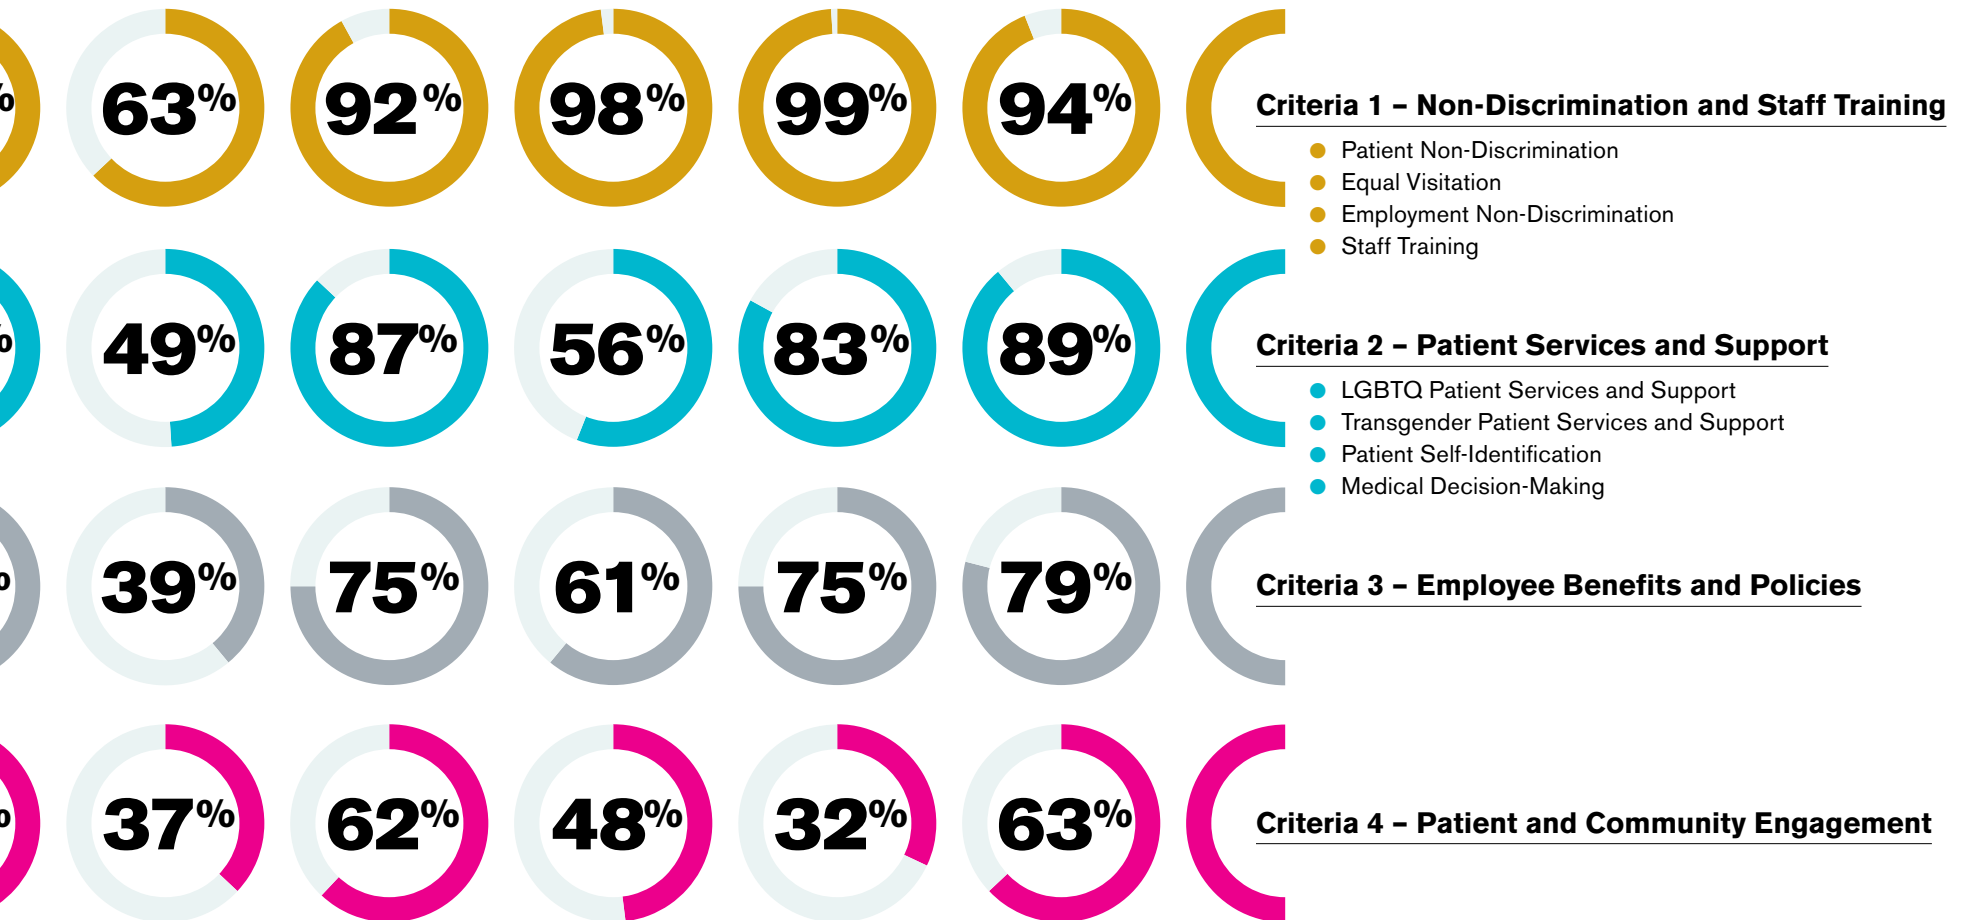 % 63% 92% 98% 99% 94%
Criteria 1 – Non-Discrimination and Staff Training
Patient Non-Discrimination
Equal Visitation
Employment Non-Discrimination
Staff Training
% 49% 87% 56% 83% 89%
Criteria 2 – Patient Services and Support
LGBTQ Patient Services and Support
Transgender Patient Services and Support
Patient Self-Identification
Medical Decision-Making
% 39% 75% 61% 75% 79%
Criteria 3 – Employee Benefits and Policies
% 37% 62% 48% 32% 63%
Criteria 4 – Patient and Community Engagement